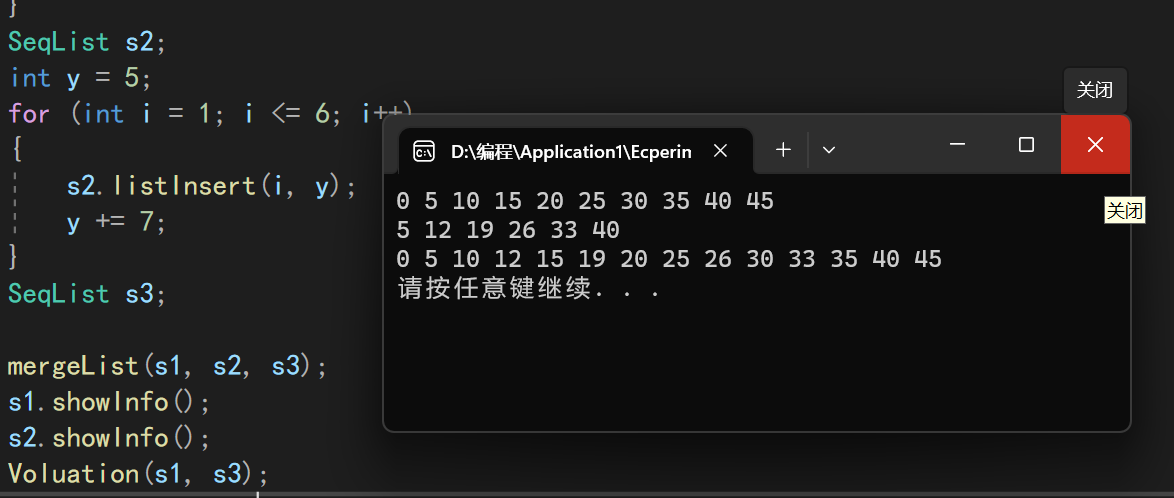 }
SeqList s2;
int y = 5;
for (int i = 1; i <= 6; i++)
{
s2.listInsert(i, y);
y += 7;
}
SeqList s3;
mergeList(s1, s2, s3);
s1.showInfo();
s2.showInfo();
Voluation(s1, s3);
关闭
D:\编程\Application1\Ecperin
关闭
0 5 10 15 20 25 30 35 40 45
5 12 19 26 33 40
0 5 10 12 15 19 20 25 26 30 33 35 40 45
请按任意键继续. . .